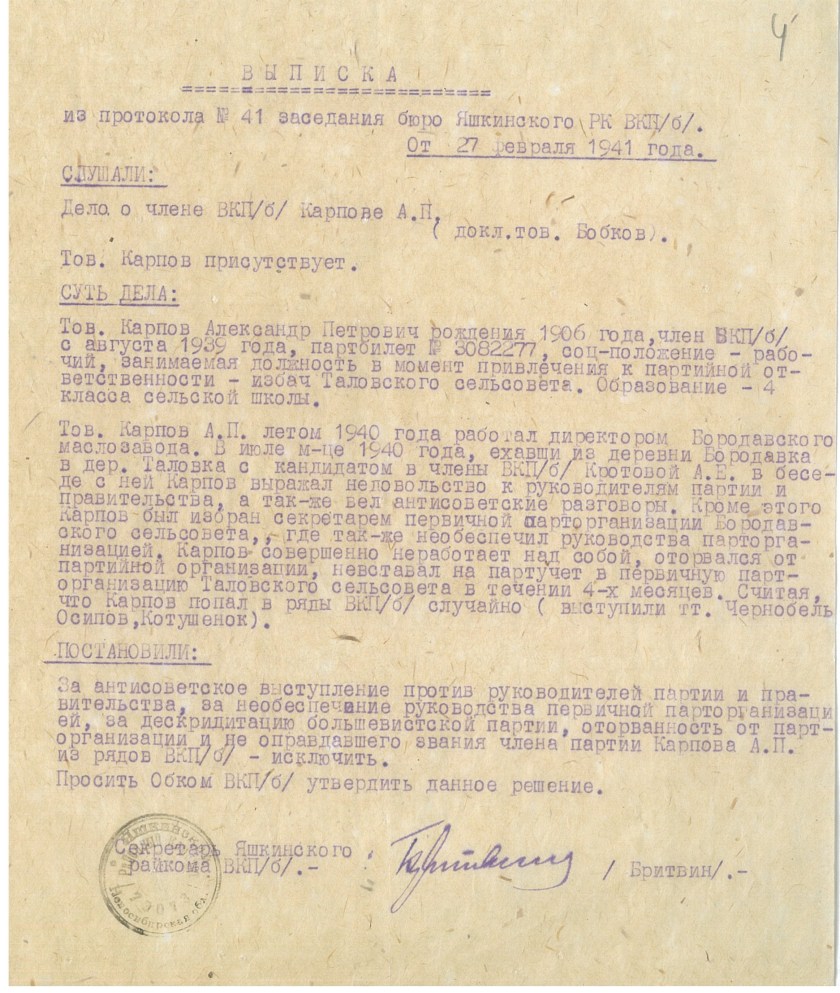 4
ВЫПИСКА
=========================
из протокола № 41 заседания бюро Яшкинского РК ВКП/б/.
От 27 февраля 1941 года.
СЛУШАЛИ:
Дела о члене ВКП/б/ Карпове А.П.
( докл.тов. Бобков).
Тов. Карпов присутствует.
СУТЬ ДЕЛА:
Тов. Карпов Александр Петрович рождения 1906 года,член ВКП/б/
с августа 1939 года, партбилет № 3082277, соц-положение - рабо-
чий, занимаемая должность в момент привлечения к партийной от-
ветственности - избач Таловского сельсовета. Образование - 4
класса сельской школы.
Тов. Карпов А.П. летом 1940 года работал директором Бородавского
маслозавода. В июле м-це 1940 года, ехавши из деревни Бородавка
в дер. Таловка с кандидатом в члены ВКП/б/ Кротовой А.Е. в бесе-
де с ней Карпов выражал недовольство к руководителям партии и
правительства, а так-же вел антисоветские разговоры. Кроме этого
Карпов был избран секретарем первичной парторганизации Бородав-
ского сельсовета,, где так-же необеспечил руководства парторга-
низацией. Карпов совершенно неработает над собой, оторвался от
партийной организации, невставал на партучет в первичную парт-
организацию Таловского сельсовета в течении 4-х месяцев. Считая,
что Карпов попал в ряды ВКП/б/ случайно ( выступили тт. Чернобель
Осипов,Котушенок).
ПОСТАНОВИЛИ:
За антисоветское выступление против руководителей партии и пра-
вительства, за необеспечание руководства первичной парторганизаци
ей, за дескридитацию большевистской партии, оторванность от парт-
организации и не оправдавшего звания члена партии Карпова А.П.
из рядов ВКП/б/ - исключить.
Просить Обком ВКП/б/ утвердить данное решение.
Секретарь Яшкинского
райкома ВКП/б/.- : / Бритвин/.-
Новосибирская обл.